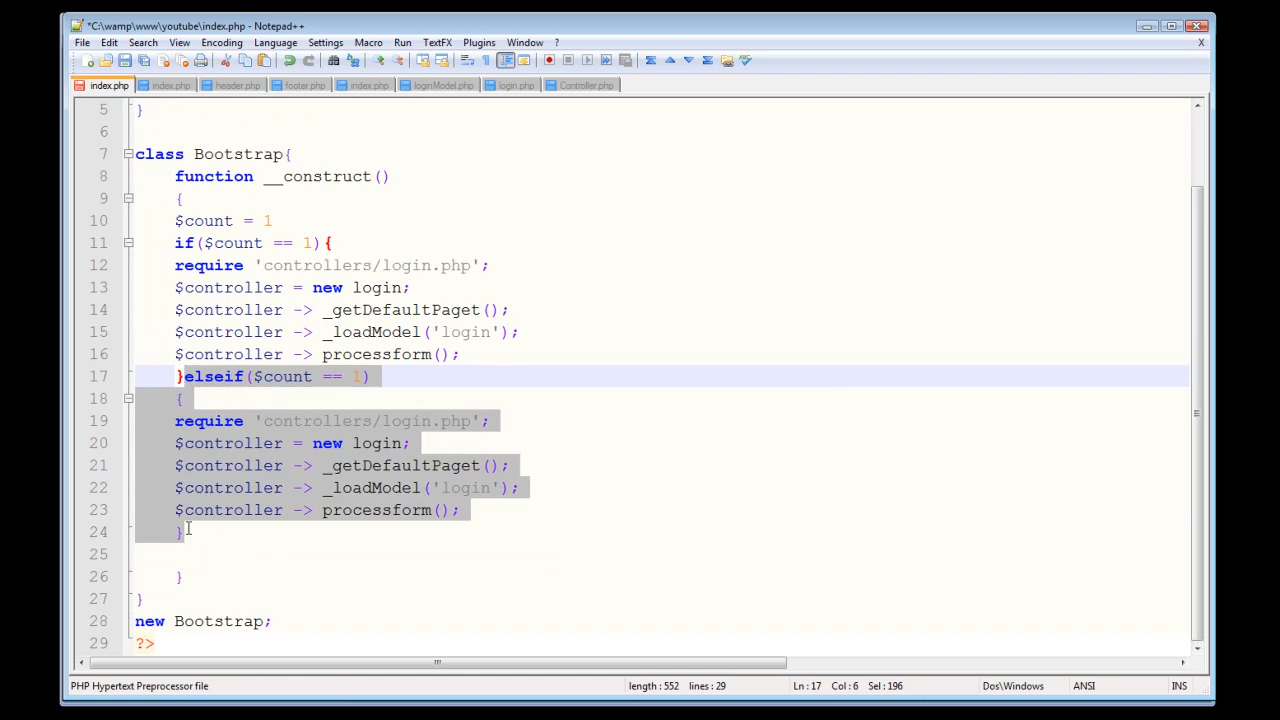 *C:\wamp\www\youtube\index.php - Notepad++
File Edit Search View Encoding Language Settings Macro Run TextFX Plugins Window ? X
index.php index.php header.php footer.php index.php loginModel.php login.php Controller.php
5 }
6
7 class Bootstrap{
8 function __construct()
9 {
10 $count = 1
11 if($count == 1){
12 require 'controllers/login.php';
13 $controller = new login;
14 $controller -> _getDefaultPaget();
15 $controller -> _loadModel('login');
16 $controller -> processform();
17 }elseif($count == 1)
18 {
19 require 'controllers/login.php';
20 $controller = new login;
21 $controller -> _getDefaultPaget();
22 $controller -> _loadModel('login');
23 $controller -> processform();
24 }
25
26 }
27 }
28 new Bootstrap;
29 ?>
PHP Hypertext Preprocessor file length : 552 lines : 29 Ln : 17 Col : 6 Sel : 196 Dos\Windows ANSI INS